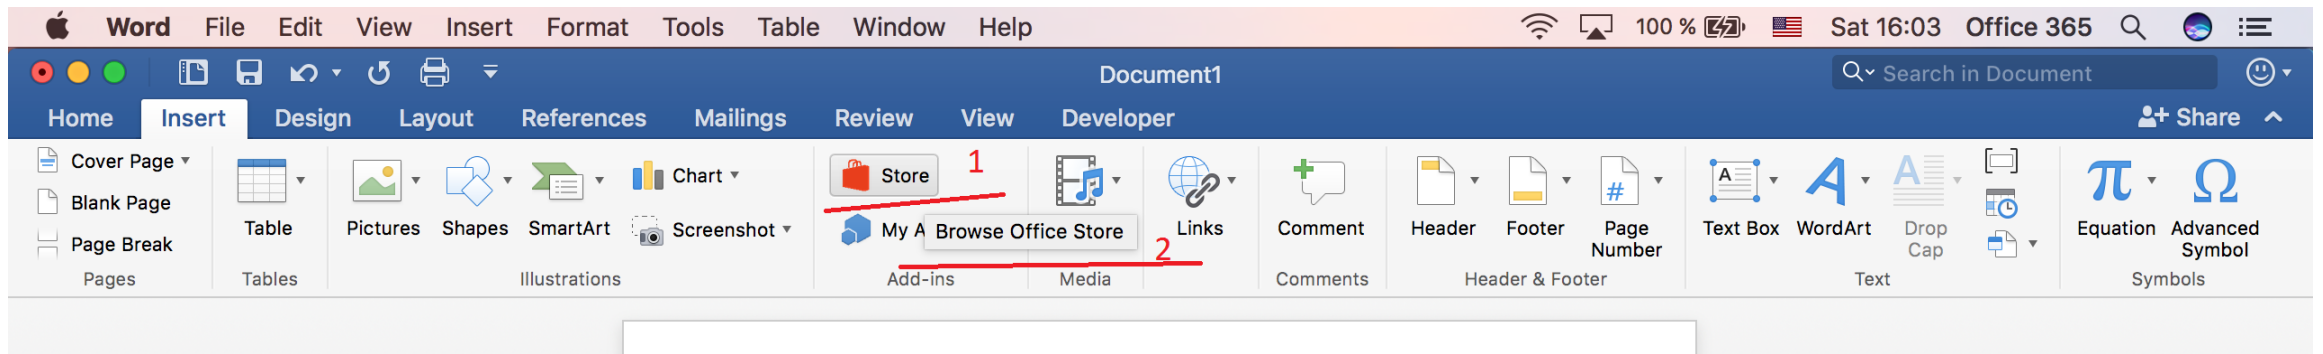 Word File Edit View Insert Format Tools Table Window Help 100 % Sat 16:03 Office 365
Document1
Search in Document
Home Insert Design Layout References Mailings Review View Developer Share
Cover Page
Blank Page
Page Break
Pages
Table
Tables
Pictures Shapes SmartArt
Chart
Screenshot
Illustrations
Store 1
My A
Browse Office Store
2
Add-ins
Media
Links
Comment
Comments
Header Footer Page
Number
#
Header & Footer
A
Text Box
A
WordArt
A
Drop
Cap
Text
π
Equation
Ω
Advanced
Symbol
Symbols